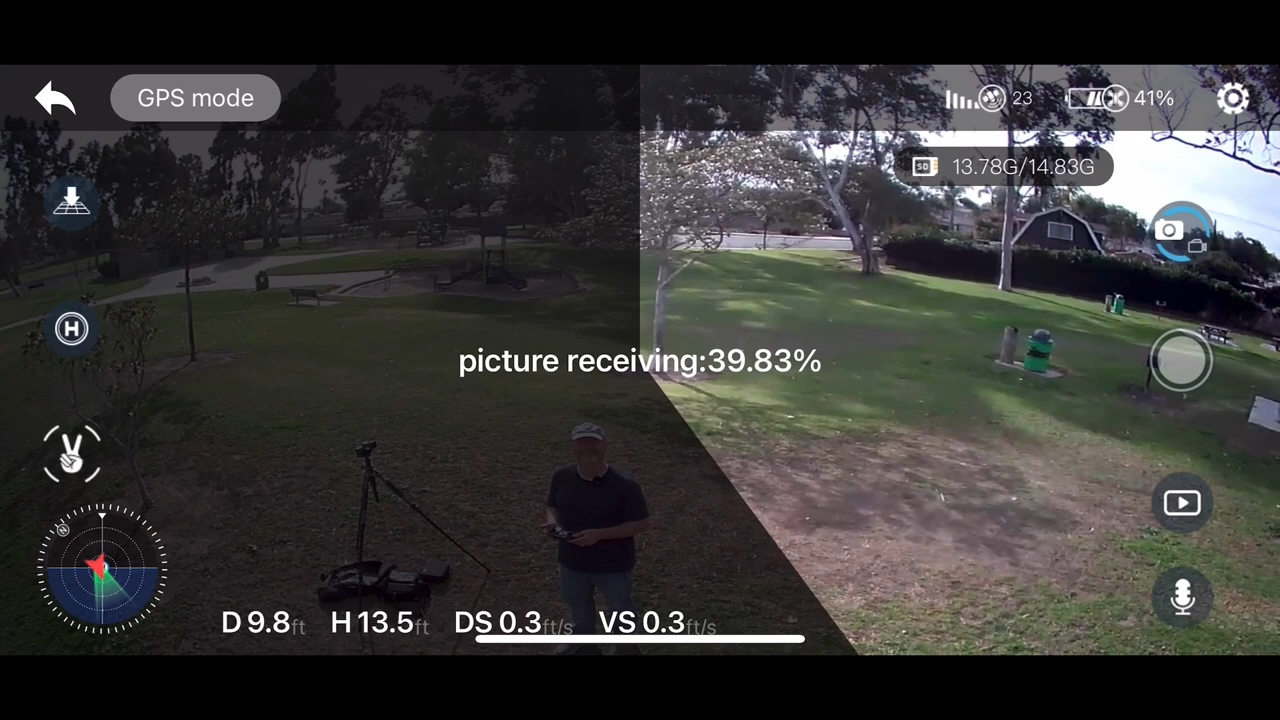 GPS mode
23
41%
SD 13.78G/14.83G
H
picture receiving:39.83%
N
D 9.8ft H 13.5ft DS 0.3ft/s VS 0.3ft/s